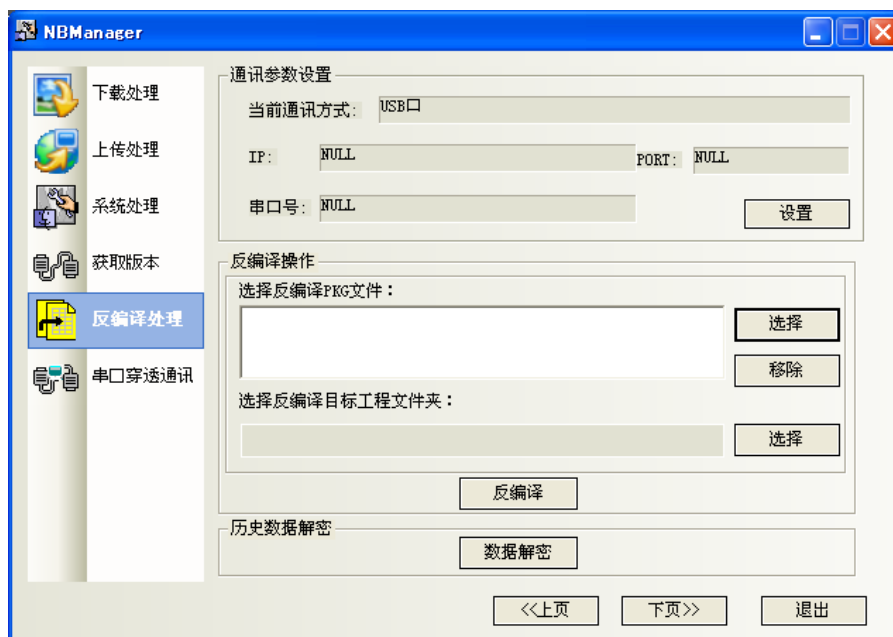 NBManager
下载处理
上传处理
系统处理
获取版本
反编译处理
串口穿透通讯
通讯参数设置
当前通讯方式: USB口
IP: NULL PORT: NULL
串口号: NULL
设置
反编译操作
选择反编译PKG文件：
选择
移除
选择反编译目标工程文件夹：
选择
反编译
历史数据解密
数据解密
<<上页 下页>> 退出